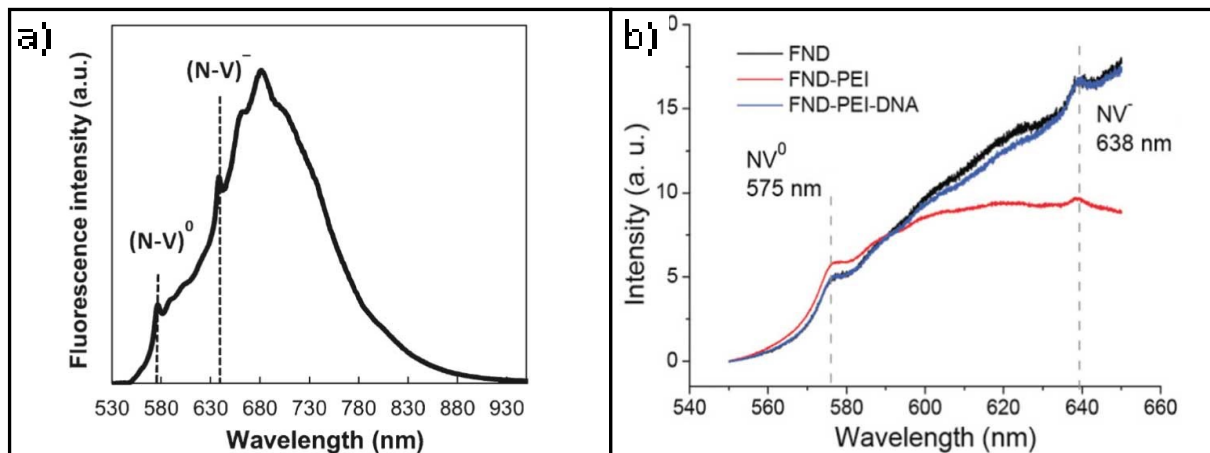 a)
(N-V)⁻
(N-V)⁰
Fluorescence intensity (a.u.)
530 580 630 680 730 780 830 880 930
Wavelength (nm)
b)
FND
FND-PEI
FND-PEI-DNA
NV⁰
575 nm
NV⁻
638 nm
15
10
5
0
Intensity (a. u.)
540 560 580 600 620 640 660
Wavelength (nm)